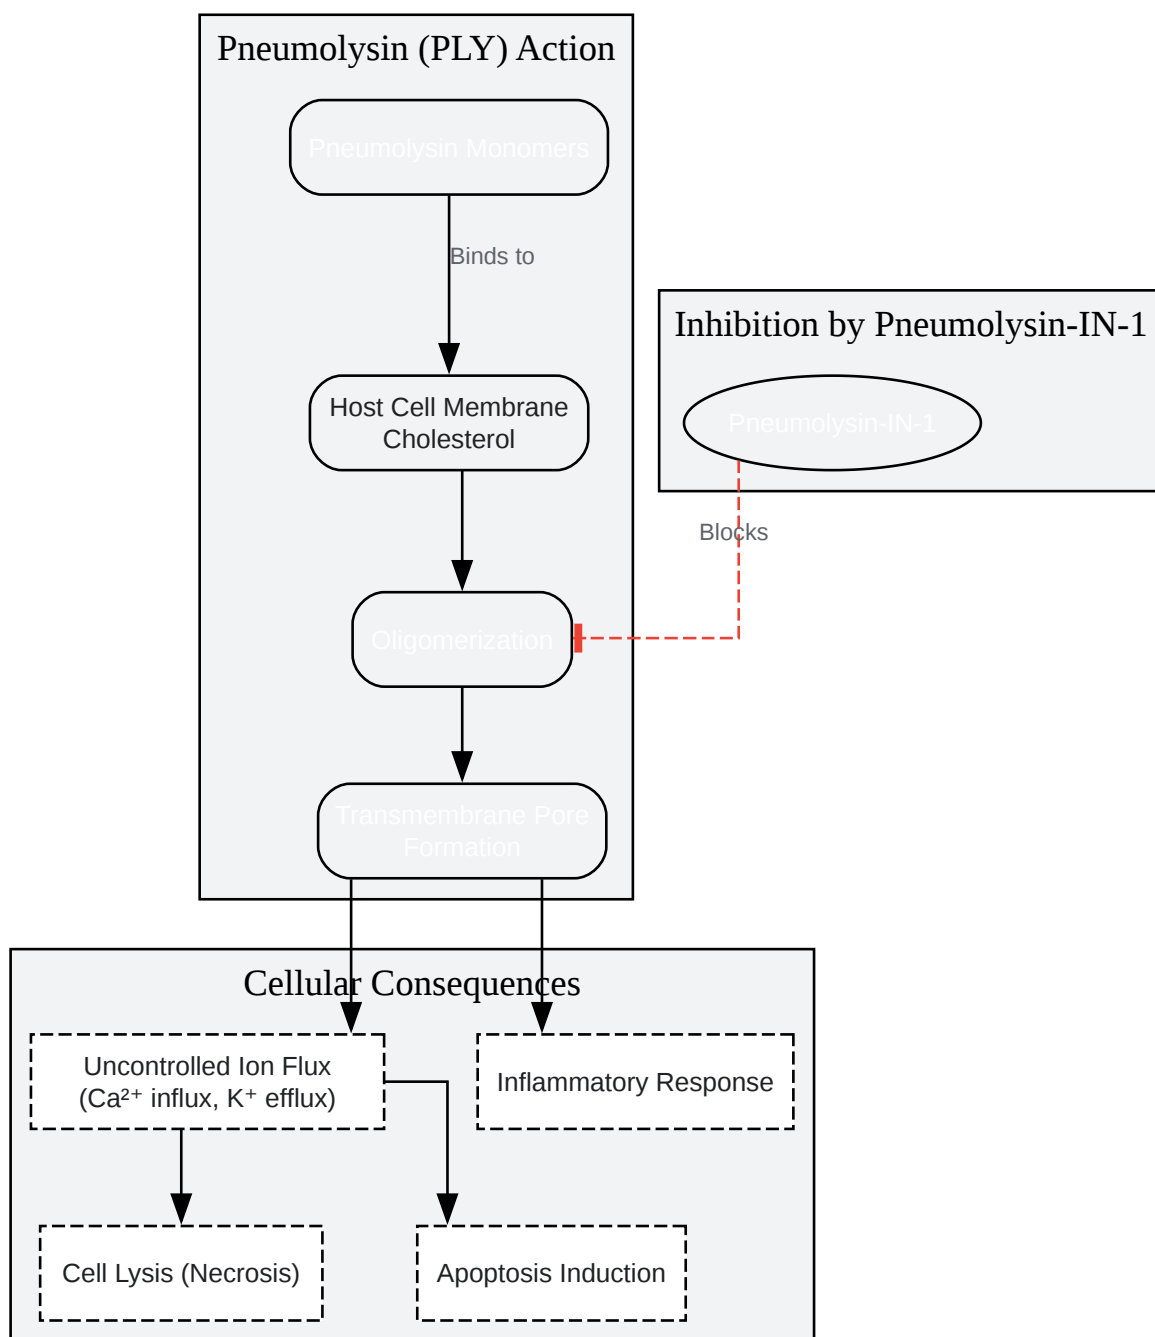 Pneumolysin (PLY) Action
Pneumolysin Monomers
Binds to
Inhibition by Pneumolysin-IN-1
Host Cell Membrane
Cholesterol
Pneumolysin-IN-1
Blocks
Oligomerization
Transmembrane Pore
Formation
Cellular Consequences
Uncontrolled Ion Flux
(Ca²⁺ influx, K⁺ efflux)
Inflammatory Response
Cell Lysis (Necrosis)
Apoptosis Induction